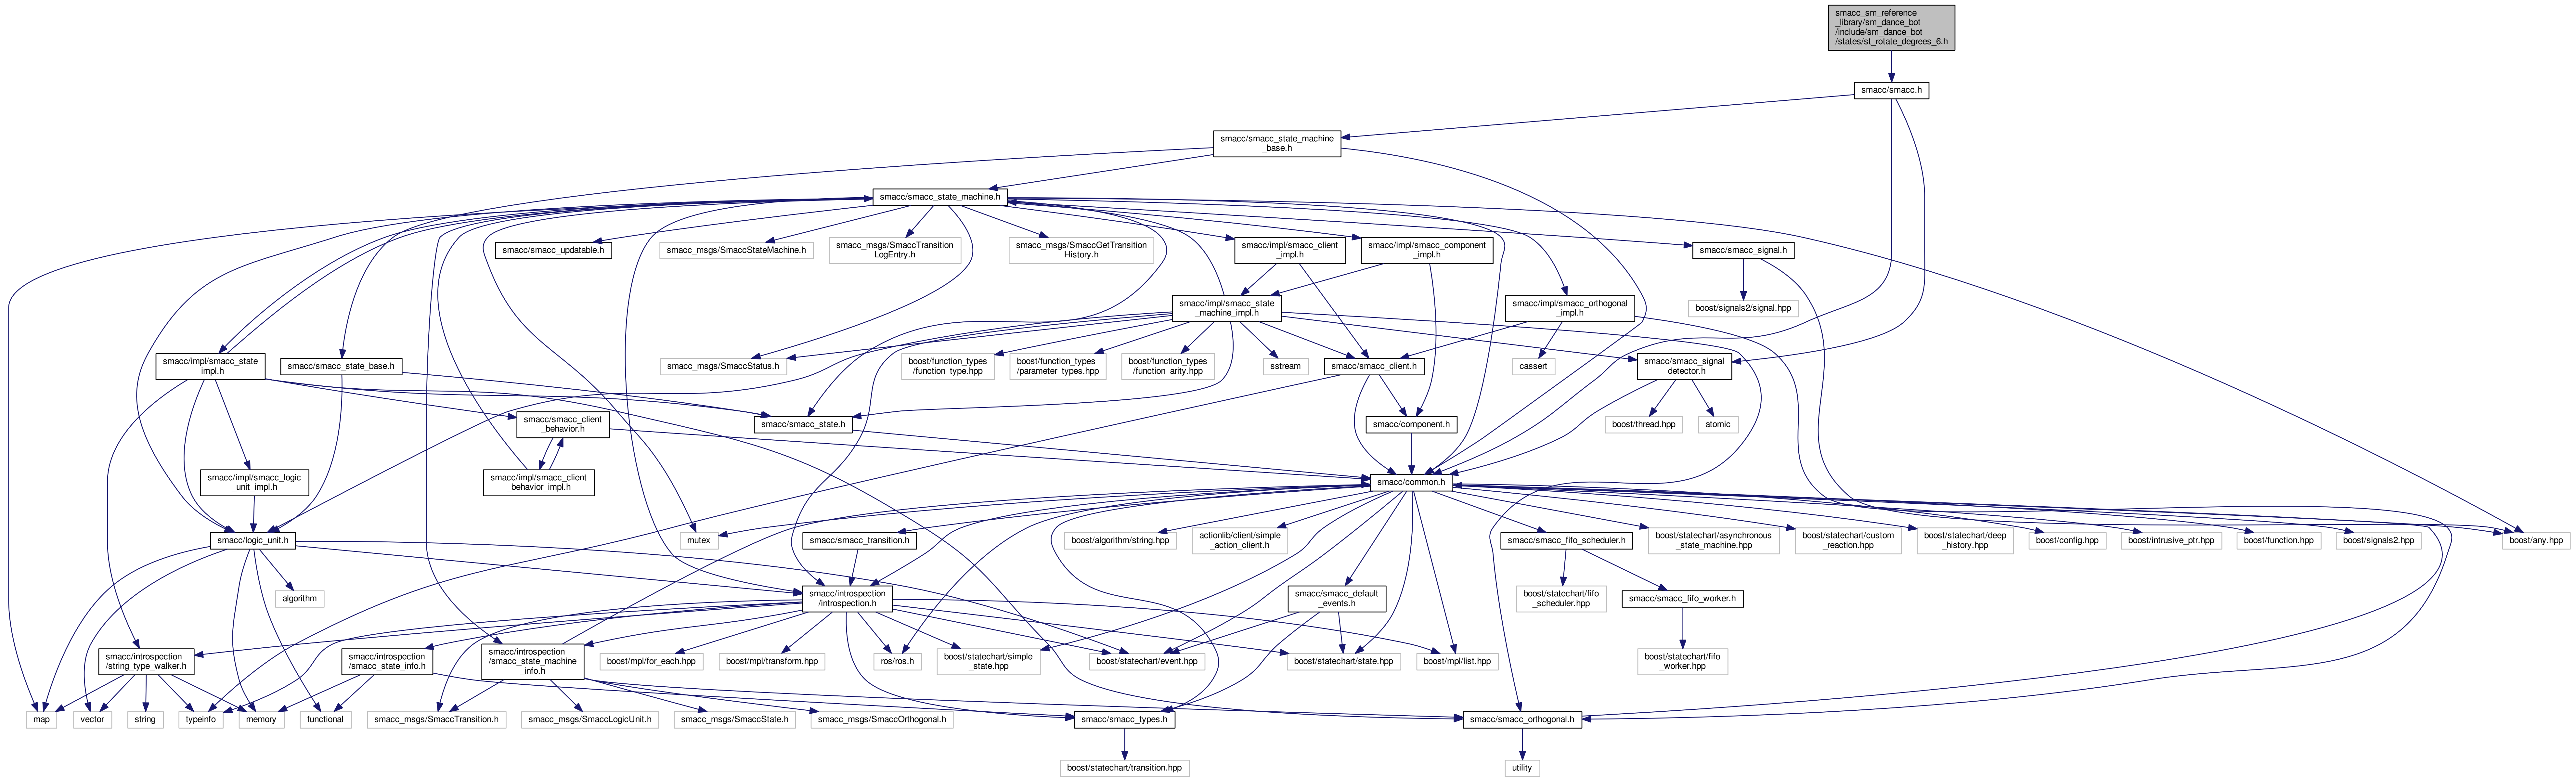 smacc_sm_reference
_library/sm_dance_bot
/include/sm_dance_bot
/states/st_rotate_degrees_6.h
smacc/smacc.h
smacc/smacc_state_machine
_base.h
smacc/smacc_state_machine.h
smacc/smacc_updatable.h
smacc_msgs/SmaccStateMachine.h
smacc_msgs/SmaccTransition
LogEntry.h
smacc_msgs/SmaccGetTransition
History.h
smacc/impl/smacc_client
_impl.h
smacc/impl/smacc_component
_impl.h
smacc/smacc_signal.h
smacc/impl/smacc_state
_machine_impl.h
smacc/impl/smacc_orthogonal
_impl.h
boost/signals2/signal.hpp
smacc/impl/smacc_state
_impl.h
smacc/smacc_state_base.h
smacc_msgs/SmaccStatus.h
boost/function_types
/function_type.hpp
boost/function_types
/parameter_types.hpp
boost/function_types
/function_arity.hpp
sstream
smacc/smacc_client.h
cassert
smacc/smacc_signal
_detector.h
smacc/smacc_client
_behavior.h
smacc/smacc_state.h
smacc/component.h
boost/thread.hpp
atomic
smacc/impl/smacc_logic
_unit_impl.h
smacc/impl/smacc_client
_behavior_impl.h
smacc/common.h
smacc/logic_unit.h
mutex
smacc/smacc_transition.h
boost/algorithm/string.hpp
actionlib/client/simple
_action_client.h
smacc/smacc_fifo_scheduler.h
boost/statechart/asynchronous
_state_machine.hpp
boost/statechart/custom
_reaction.hpp
boost/statechart/deep
_history.hpp
boost/config.hpp
boost/intrusive_ptr.hpp
boost/function.hpp
boost/signals2.hpp
boost/any.hpp
algorithm
smacc/introspection
/introspection.h
smacc/smacc_default
_events.h
boost/statechart/fifo
_scheduler.hpp
smacc/smacc_fifo_worker.h
smacc/introspection
/string_type_walker.h
smacc/introspection
/smacc_state_info.h
smacc/introspection
/smacc_state_machine
_info.h
boost/mpl/for_each.hpp
boost/mpl/transform.hpp
ros/ros.h
boost/statechart/simple
_state.hpp
boost/statechart/event.hpp
boost/statechart/state.hpp
boost/mpl/list.hpp
boost/statechart/fifo
_worker.hpp
map
vector
string
typeinfo
memory
functional
smacc_msgs/SmaccTransition.h
smacc_msgs/SmaccLogicUnit.h
smacc_msgs/SmaccState.h
smacc_msgs/SmaccOrthogonal.h
smacc/smacc_types.h
smacc/smacc_orthogonal.h
boost/statechart/transition.hpp
utility